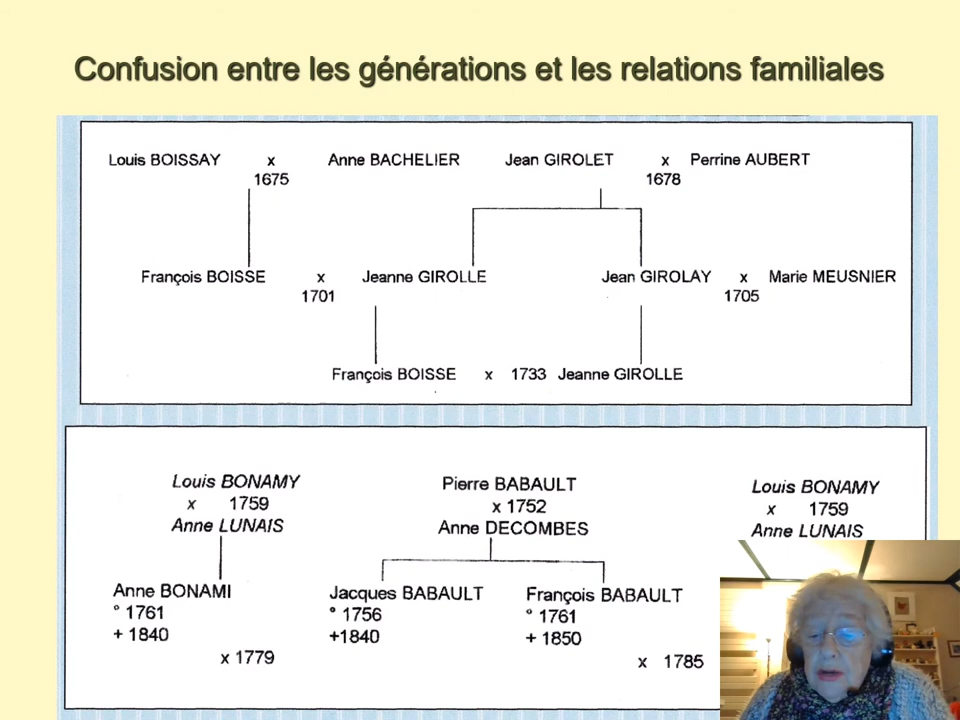 Confusion entre les générations et les relations familiales
Louis BOISSAY x Anne BACHELIER Jean GIROLET x Perrine AUBERT
1675 1678
François BOISSE x Jeanne GIROLLE Jean GIROLAY x Marie MEUSNIER
1701 1705
François BOISSE x 1733 Jeanne GIROLLE
Louis BONAMY Pierre BABAULT Louis BONAMY
x 1759 x 1752 x 1759
Anne LUNAIS Anne DECOMBES Anne LUNAIS
Anne BONAMI Jacques BABAULT François BABAULT
° 1761 ° 1756 ° 1761
+ 1840 +1840 + 1850
x 1779 x 1785